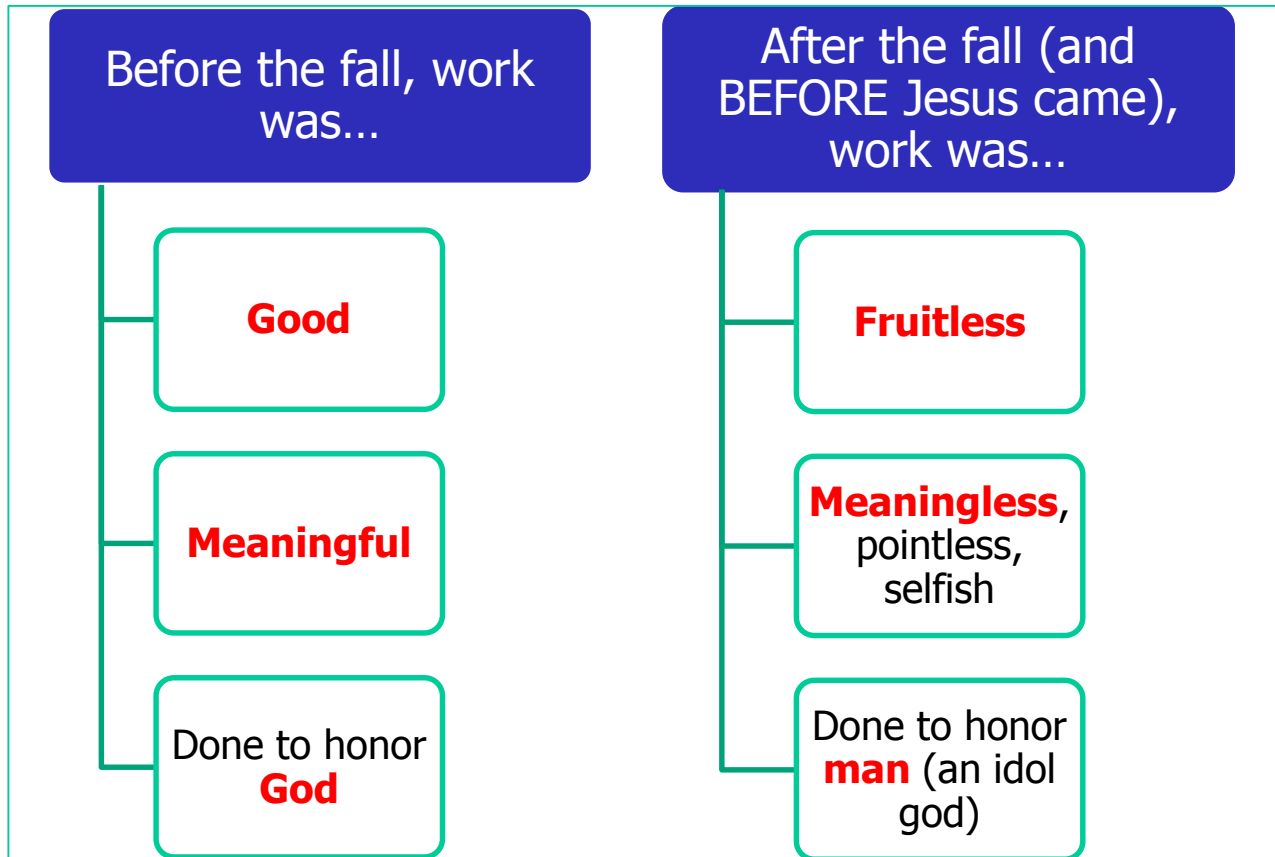 Before the fall, work
was...
Good
Meaningful
Done to honor
God
After the fall (and
BEFORE Jesus came),
work was...
Fruitless
Meaningless,
pointless,
selfish
Done to honor
man (an idol
god)